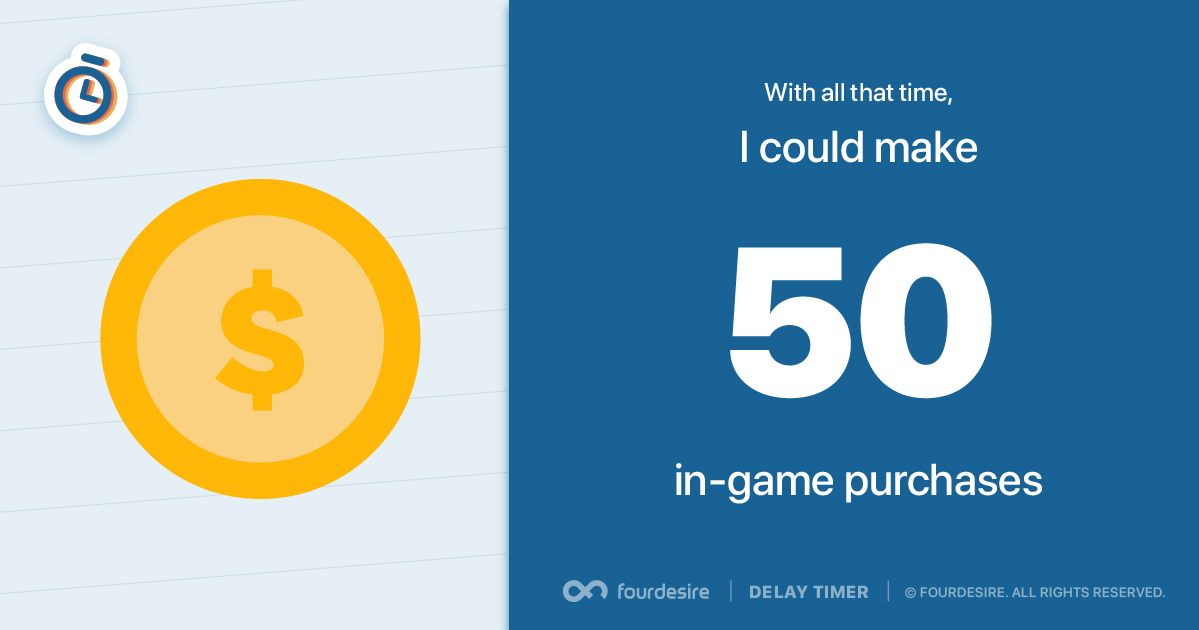 With all that time,
I could make
50
in-game purchases
fourdesire | DELAY TIMER | © FOURDESIRE. ALL RIGHTS RESERVED.
$